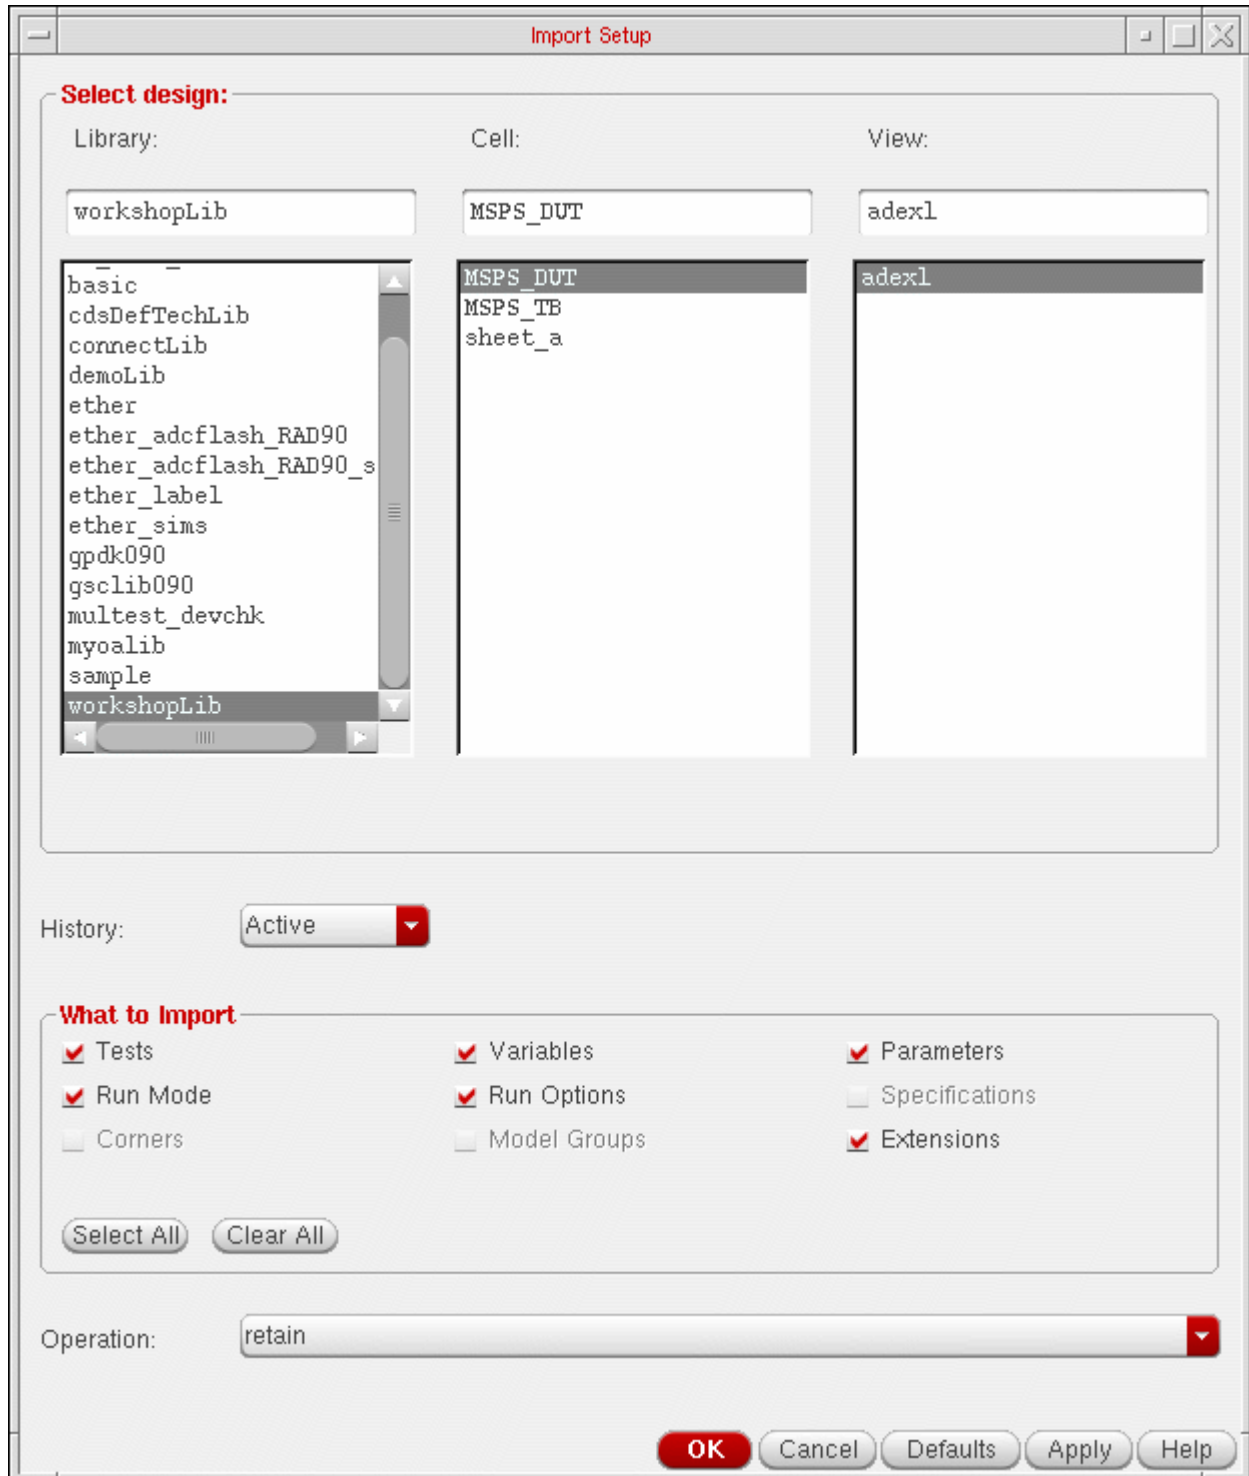 Import Setup
Select design:
Library:
Cell:
View:
workshopLib
MSPS_DUT
adexl
basic
cdsDefTechLib
connectLib
demoLib
ether
ether_adcflash_RAD90
ether_adcflash_RAD90_s
ether_label
ether_sims
gpdk090
gsclib090
multest_devchk
myoalib
sample
workshopLib
MSPS_DUT
MSPS_TB
sheet_a
adexl
History:
Active
What to Import
Tests
Variables
Parameters
Run Mode
Run Options
Specifications
Corners
Model Groups
Extensions
Select All
Clear All
Operation:
retain
OK
Cancel
Defaults
Apply
Help